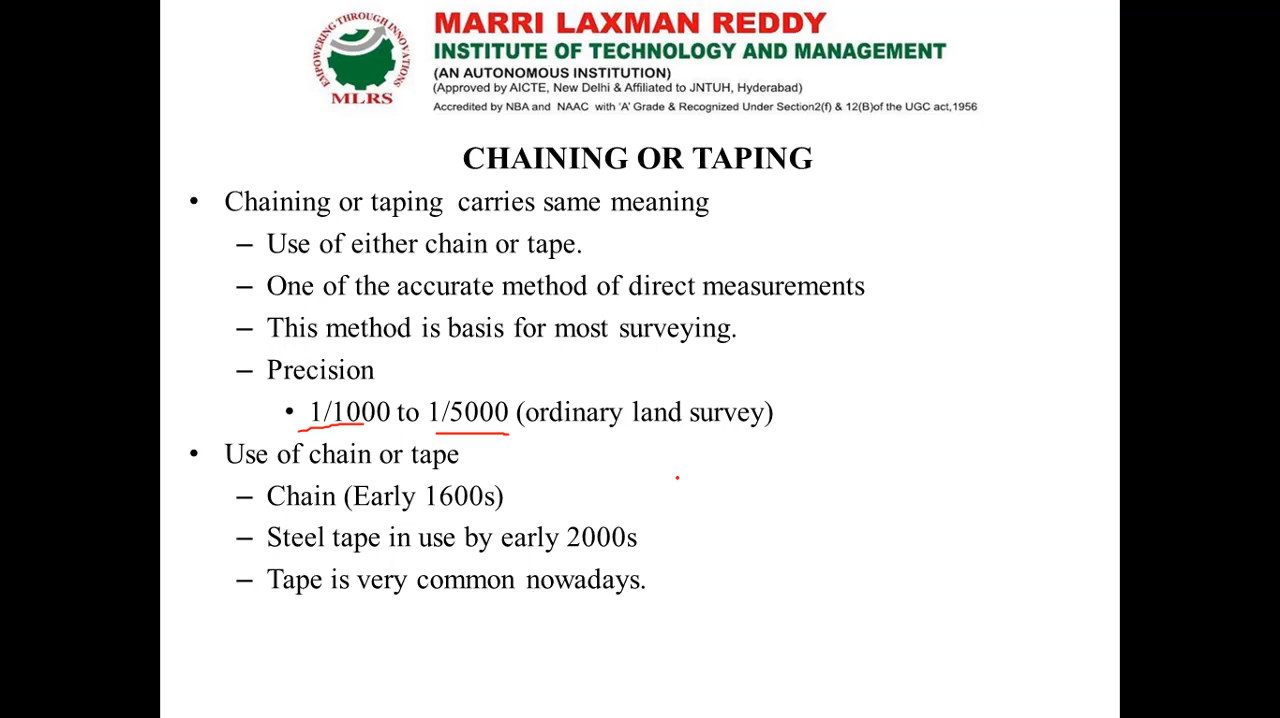 EMPOWERING THROUGH INNOVATIONS
MLRS
MARRI LAXMAN REDDY
INSTITUTE OF TECHNOLOGY AND MANAGEMENT
(AN AUTONOMOUS INSTITUTION)
(Approved by AICTE, New Delhi & Affiliated to JNTUH, Hyderabad)
Accredited by NBA and NAAC with 'A' Grade & Recognized Under Section2(f) & 12(B)of the UGC act,1956
CHAINING OR TAPING
• Chaining or taping carries same meaning
– Use of either chain or tape.
– One of the accurate method of direct measurements
– This method is basis for most surveying.
– Precision
• 1/1000 to 1/5000 (ordinary land survey)
• Use of chain or tape
– Chain (Early 1600s)
– Steel tape in use by early 2000s
– Tape is very common nowadays.